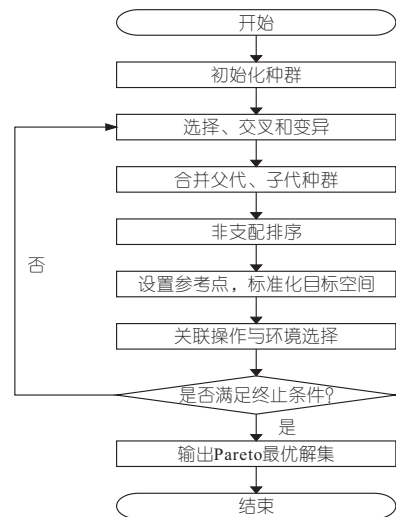 开始
初始化种群
选择、交叉和变异
合并父代、子代种群
非支配排序
否
设置参考点，标准化目标空间
关联操作与环境选择
是否满足终止条件?
是
输出Pareto最优解集
结束